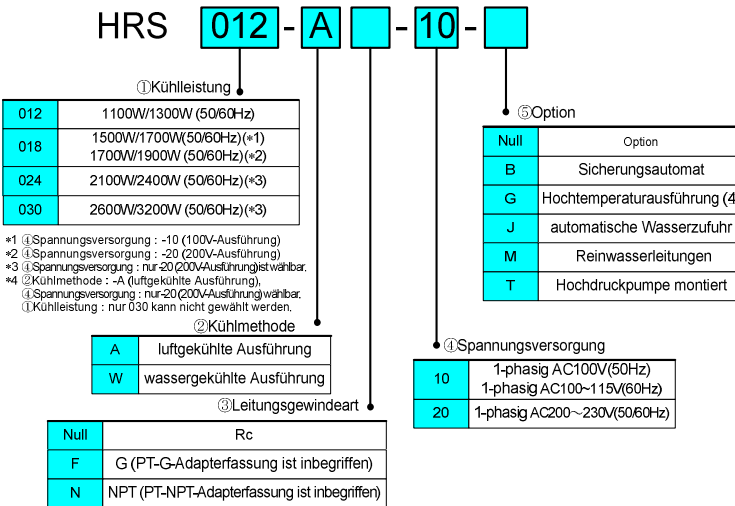 HRS 012 - A - 10 -
①Kühlleistung
012 1100W/1300W (50/60Hz)
018 1500W/1700W(50/60Hz)(*1)
1700W/1900W (50/60Hz)(*2)
024 2100W/2400W (50/60Hz)(*3)
030 2600W/3200W (50/60Hz)(*3)
*1 ④Spannungsversorgung : -10 (100V-Ausführung)
*2 ④Spannungsversorgung : -20 (200V-Ausführung)
*3 ④Spannungsversorgung : nur -20 (200V-Ausführung) ist wählbar.
*4 ②Kühlmethode : -A (luftgekühlte Ausführung),
④Spannungsversorgung : nur -20 (200V-Ausführung) wählbar.
①Kühlleistung : nur 030 kann nicht gewählt werden.
②Kühlmethode
A luftgekühlte Ausführung
W wassergekühlte Ausführung
③Leitungsgewindeart
Null Rc
F G (PT-G-Adapterfassung ist inbegriffen)
N NPT (PT-NPT-Adapterfassung ist inbegriffen)
④Spannungsversorgung
10 1-phasig AC100V(50Hz)
1-phasig AC100~115V(60Hz)
20 1-phasig AC200～230V(50/60Hz)
⑤Option
Null Option
B Sicherungsautomat
G Hochtemperaturausführung (4
J automatische Wasserzufuhr
M Reinwasserleitungen
T Hochdruckpumpe montiert